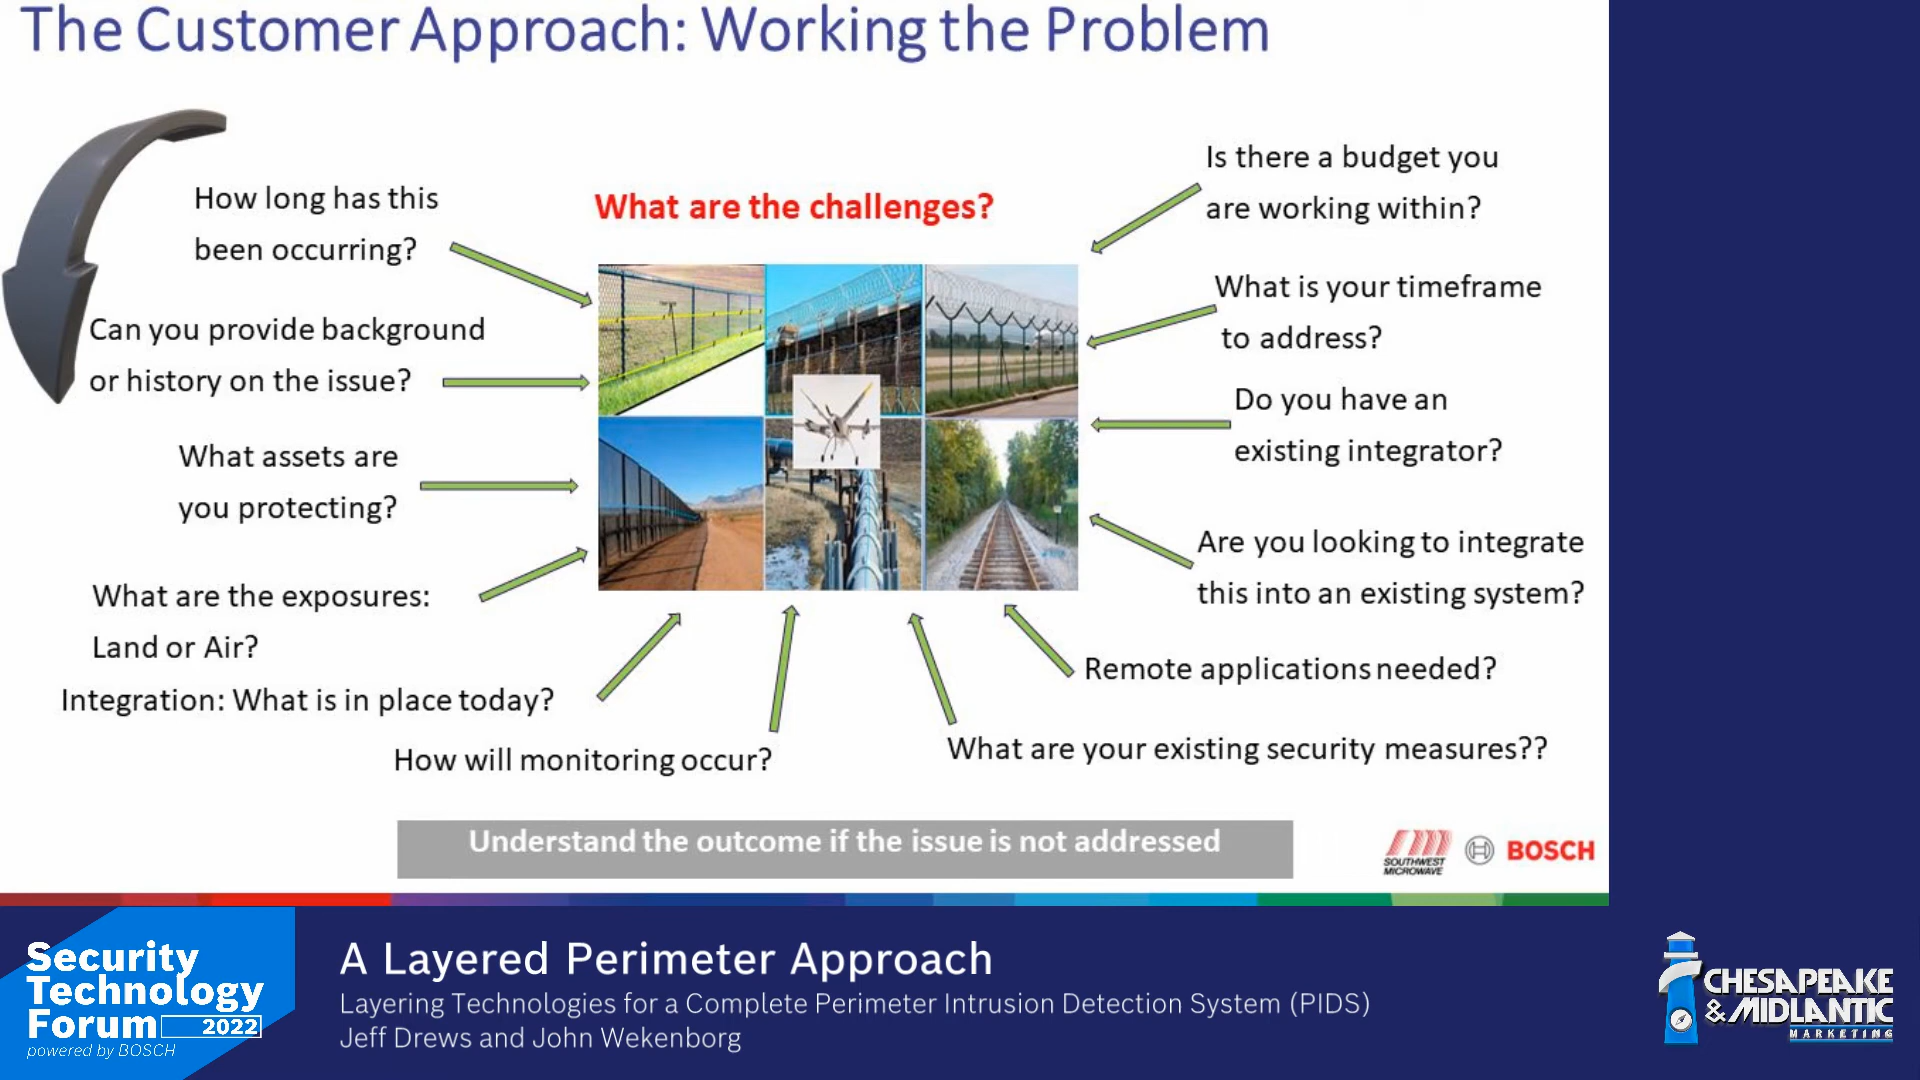 The Customer Approach: Working the Problem
How long has this
been occurring?
What are the challenges?
Is there a budget you
are working within?
Can you provide background
or history on the issue?
What is your timeframe
to address?
What assets are
you protecting?
Do you have an
existing integrator?
What are the exposures:
Land or Air?
Are you looking to integrate
this into an existing system?
Integration: What is in place today?
Remote applications needed?
How will monitoring occur?
What are your existing security measures??
Understand the outcome if the issue is not addressed
SOUTHWEST
MICROWAVE
BOSCH
Security
Technology
Forum 2022
powered by BOSCH
A Layered Perimeter Approach
Layering Technologies for a Complete Perimeter Intrusion Detection System (PIDS)
Jeff Drews and John Wekenborg
CHESAPEAKE
& MIDLANTIC
MARKETING